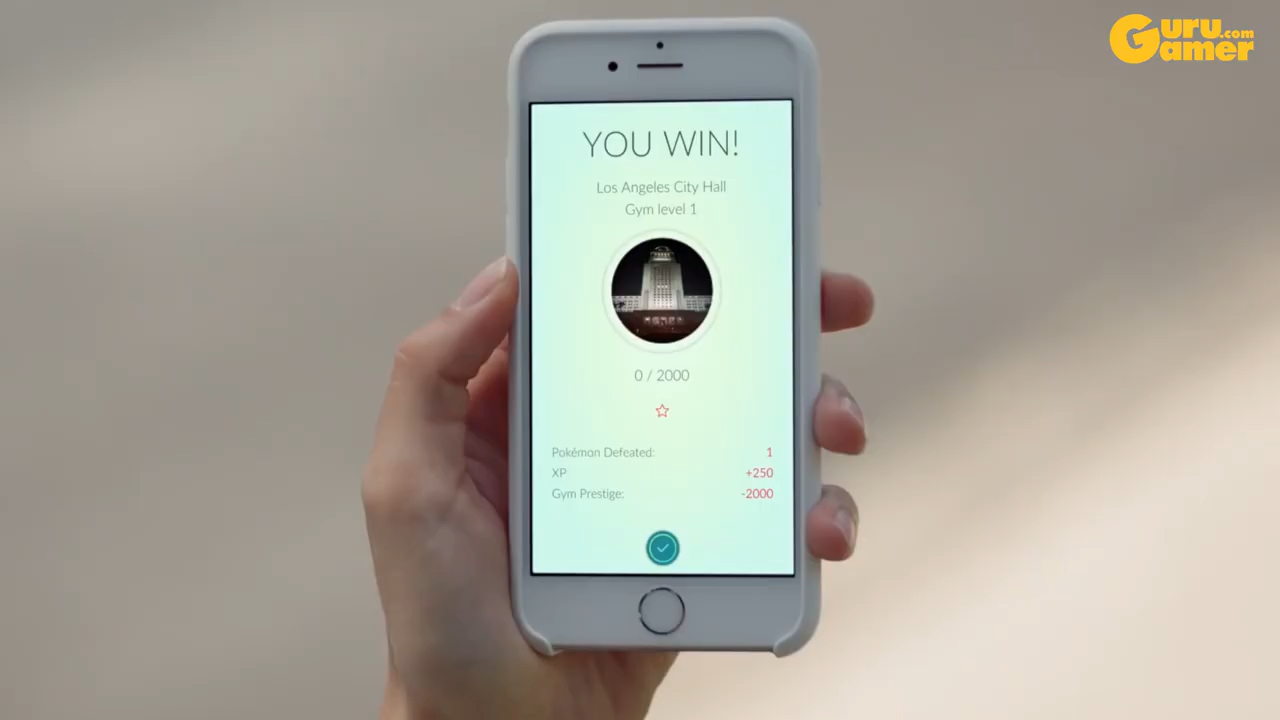 Guru.com
Gamer
YOU WIN!
Los Angeles City Hall
Gym level 1
0 / 2000
Pokémon Defeated: 1
XP +250
Gym Prestige: -2000